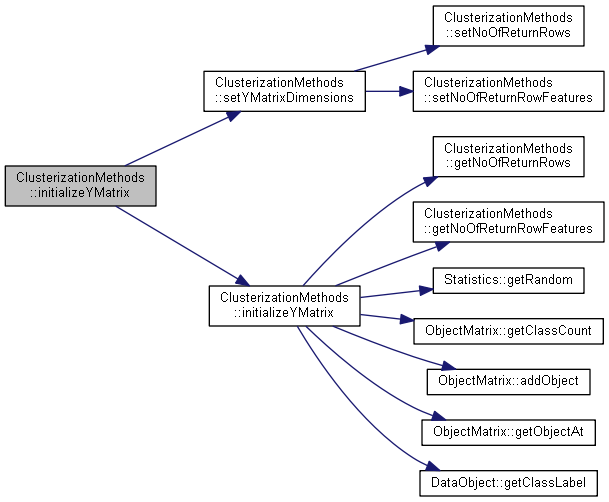 ClusterizationMethods
::setNoOfReturnRows
ClusterizationMethods
::setYMatrixDimensions
ClusterizationMethods
::setNoOfReturnRowFeatures
ClusterizationMethods
::getNoOfReturnRows
ClusterizationMethods
::initializeYMatrix
ClusterizationMethods
::getNoOfReturnRowFeatures
Statistics::getRandom
ClusterizationMethods
::initializeYMatrix
ObjectMatrix::getClassCount
ObjectMatrix::addObject
ObjectMatrix::getObjectAt
DataObject::getClassLabel